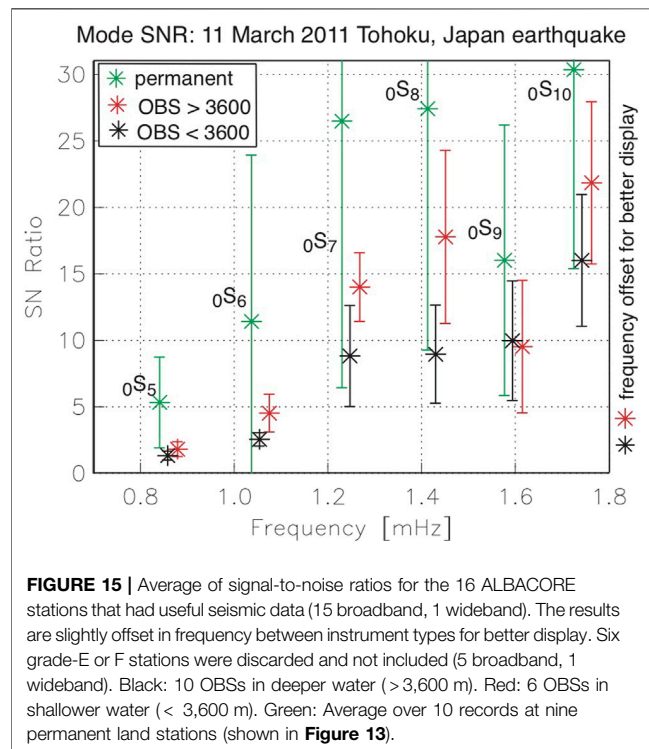 Mode SNR: 11 March 2011 Tohoku, Japan earthquake
permanent
OBS > 3600
OBS < 3600
0S5
0S6
0S7
0S8
0S9
0S10
SN Ratio
30
25
20
15
10
5
0
0.8
1.0
1.2
1.4
1.6
1.8
Frequency [mHz]
frequency offset for better display
FIGURE 15 | Average of signal-to-noise ratios for the 16 ALBACORE
stations that had useful seismic data (15 broadband, 1 wideband). The results
are slightly offset in frequency between instrument types for better display. Six
grade-E or F stations were discarded and not included (5 broadband, 1
wideband). Black: 10 OBSs in deeper water (>3,600 m). Red: 6 OBSs in
shallower water (< 3,600 m). Green: Average over 10 records at nine
permanent land stations (shown in Figure 13).